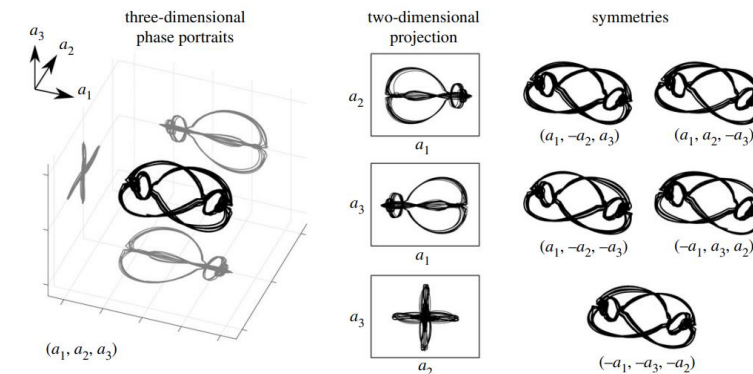 three-dimensional
phase portraits
two-dimensional
projection
symmetries
a₃
a₂
a₁
(a₁, a₂, a₃)
a₂
a₁
a₃
a₁
a₃
a₂
(a₁, –a₂, a₃)
(a₁, a₂, –a₃)
(a₁, –a₂, –a₃)
(–a₁, a₃, a₂)
(–a₁, –a₃, –a₂)